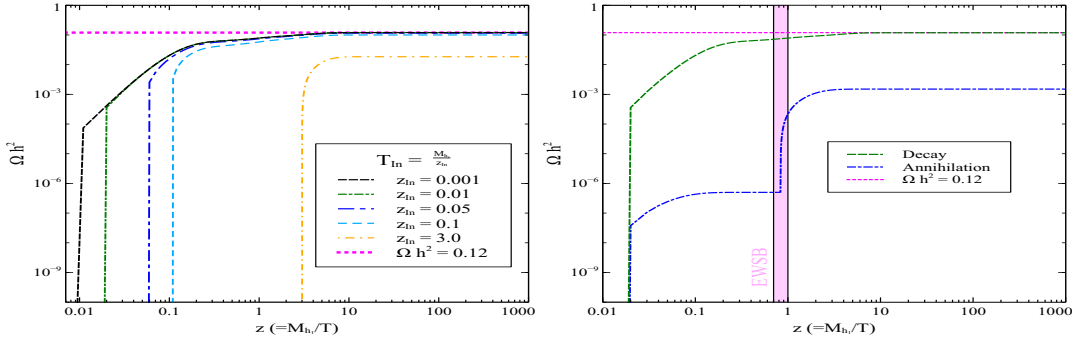 Ω h²
1
10⁻³
10⁻⁶
10⁻⁹
T_In = M_h₁/z_In
z_In = 0.001
z_In = 0.01
z_In = 0.05
z_In = 0.1
z_In = 3.0
Ω h² = 0.12
0.01 0.1 1 10 100 1000
z (=M_h₁/T)
Ω h²
1
10⁻³
10⁻⁶
10⁻⁹
Decay
Annihilation
Ω h² = 0.12
EWSB
0.01 0.1 1 10 100 1000
z (=M_h₁/T)